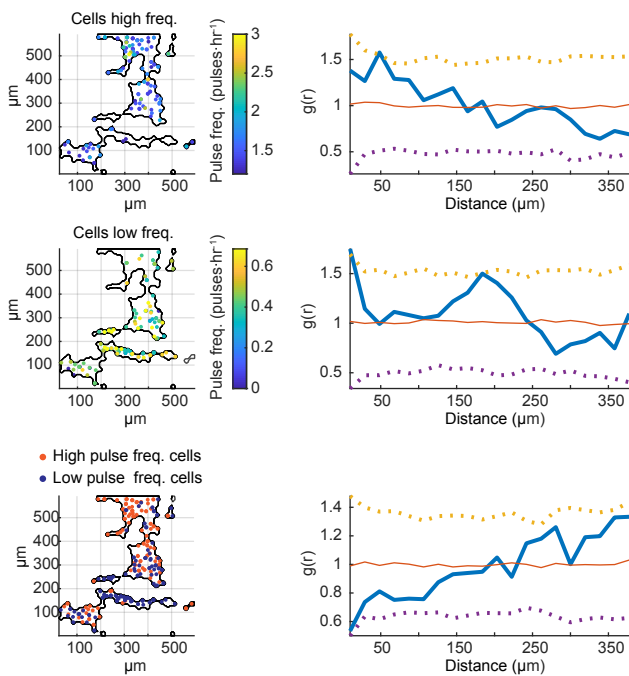 Cells high freq.
500
400
300
200
100
µm
100 300 500
µm
3
2.5
2
1.5
Pulse freq. (pulses·hr⁻¹)
1.5
1
0.5
g(r)
50 150 250 350
Distance (µm)
Cells low freq.
500
400
300
200
100
µm
100 300 500
µm
0.6
0.4
0.2
0
Pulse freq. (pulses·hr⁻¹)
1.5
1
0.5
g(r)
50 150 250 350
Distance (µm)
High pulse freq. cells
Low pulse freq. cells
500
400
300
200
100
µm
100 300 500
µm
1.4
1.2
1
0.8
0.6
g(r)
50 150 250 350
Distance (µm)